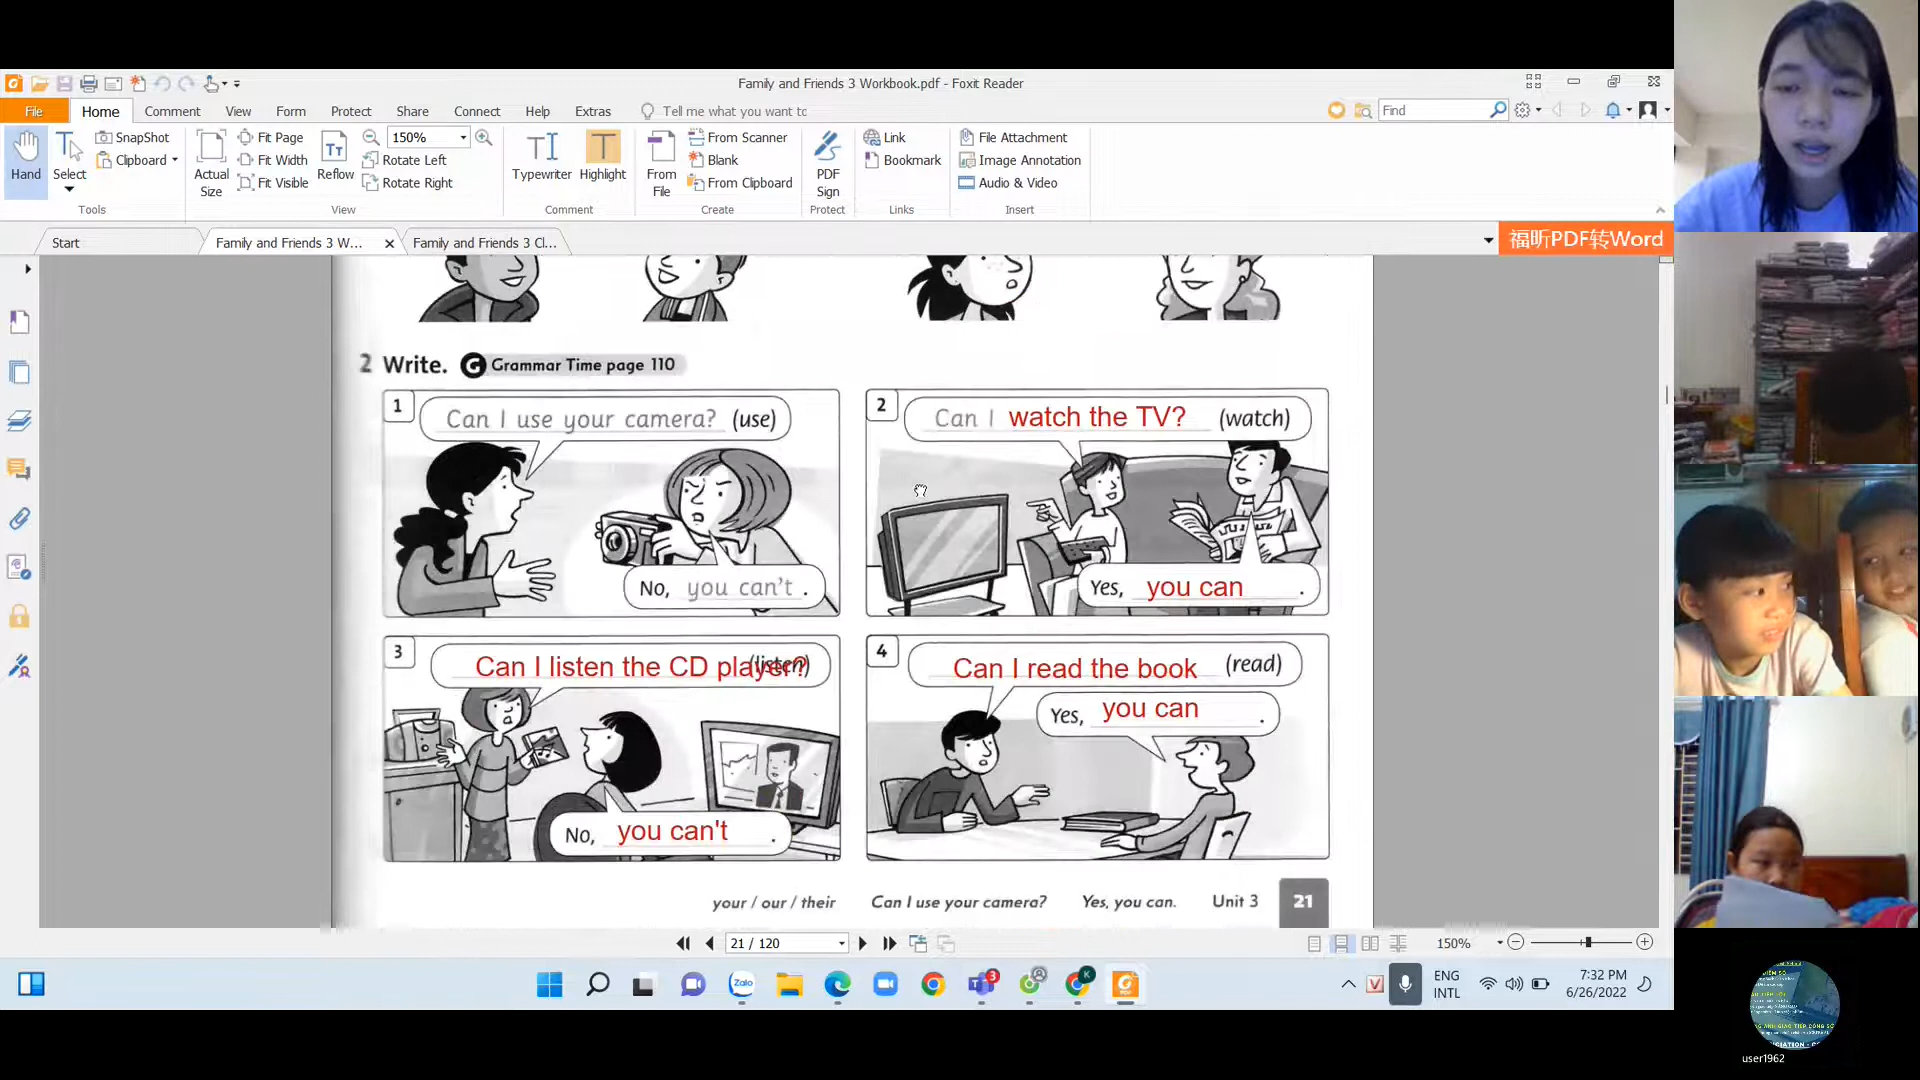 Family and Friends 3 Workbook.pdf - Foxit Reader
File Home Comment View Form Protect Share Connect Help Extras Tell me what you want to Find
Hand
Select
SnapShot
Clipboard
Tools
Actual Size
Fit Page
Fit Width
Fit Visible
Reflow
150%
Rotate Left
Rotate Right
View
Typewriter
Highlight
Comment
From File
From Scanner
Blank
From Clipboard
Create
PDF Sign
Protect
Link
Bookmark
Links
File Attachment
Image Annotation
Audio & Video
Insert
Start
Family and Friends 3 W...
Family and Friends 3 Cl...
福昕PDF转Word
2 Write. G Grammar Time page 110
1
Can I use your camera? (use)
No, you can't .
2
Can I watch the TV? (watch)
Yes, you can .
3
Can I listen the CD player? (listen)
No, you can't .
4
Can I read the book (read)
Yes, you can .
your / our / their Can I use your camera? Yes, you can. Unit 3 21
21 / 120
150%
Zalo
3
K
V
ENG
INTL
7:32 PM
6/26/2022
user1962